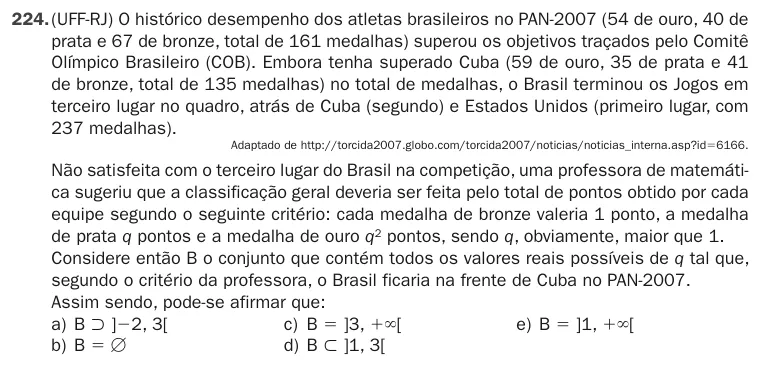 224. (UFF-RJ) O histórico desempenho dos atletas brasileiros no PAN-2007 (54 de ouro, 40 de
prata e 67 de bronze, total de 161 medalhas) superou os objetivos traçados pelo Comitê
Olímpico Brasileiro (COB). Embora tenha superado Cuba (59 de ouro, 35 de prata e 41
de bronze, total de 135 medalhas) no total de medalhas, o Brasil terminou os Jogos em
terceiro lugar no quadro, atrás de Cuba (segundo) e Estados Unidos (primeiro lugar, com
237 medalhas).
Adaptado de http://torcida2007.globo.com/torcida2007/noticias/noticias_interna.asp?id=6166.
Não satisfeita com o terceiro lugar do Brasil na competição, uma professora de matemáti-
ca sugeriu que a classificação geral deveria ser feita pelo total de pontos obtido por cada
equipe segundo o seguinte critério: cada medalha de bronze valeria 1 ponto, a medalha
de prata q pontos e a medalha de ouro q² pontos, sendo q, obviamente, maior que 1.
Considere então B o conjunto que contém todos os valores reais possíveis de q tal que,
segundo o critério da professora, o Brasil ficaria na frente de Cuba no PAN-2007.
Assim sendo, pode-se afirmar que:
a) B ⊃ ]−2, 3[ c) B = ]3, +∞[ e) B = ]1, +∞[
b) B = ∅ d) B ⊂ ]1, 3[